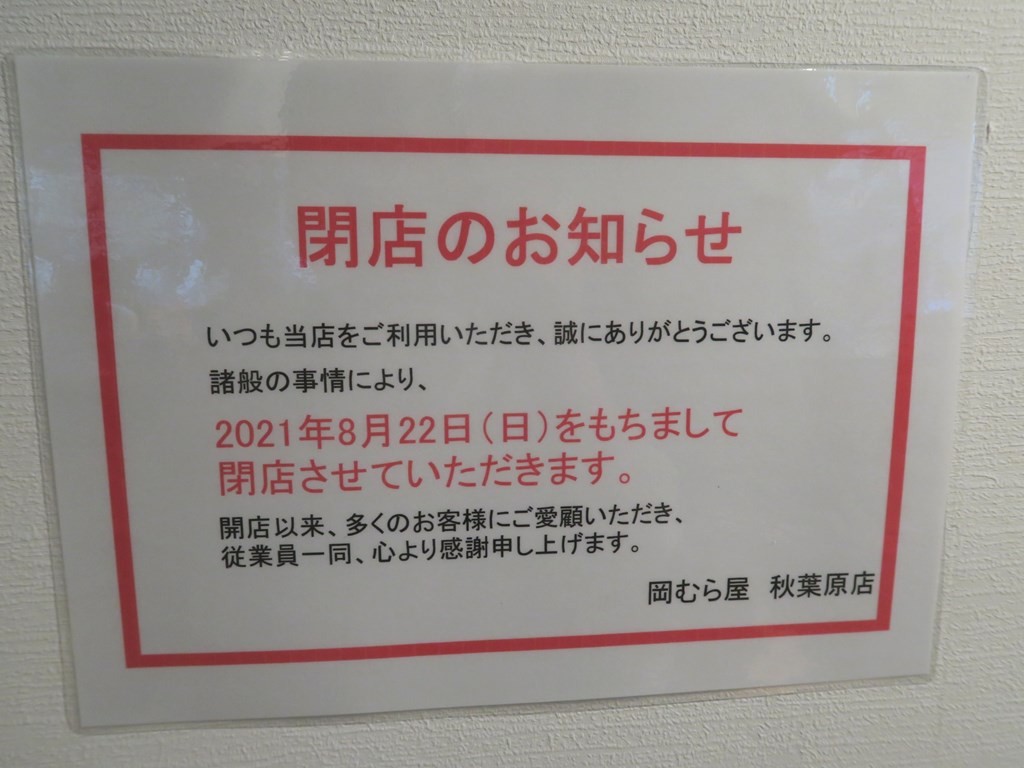 閉店のお知らせ
いつも当店をご利用いただき、誠にありがとうございます。
諸般の事情により、
2021年8月22日(日)をもちまして
閉店させていただきます。
開店以来、多くのお客様にご愛顧いただき、
従業員一同、心より感謝申し上げます。
岡むら屋　秋葉原店